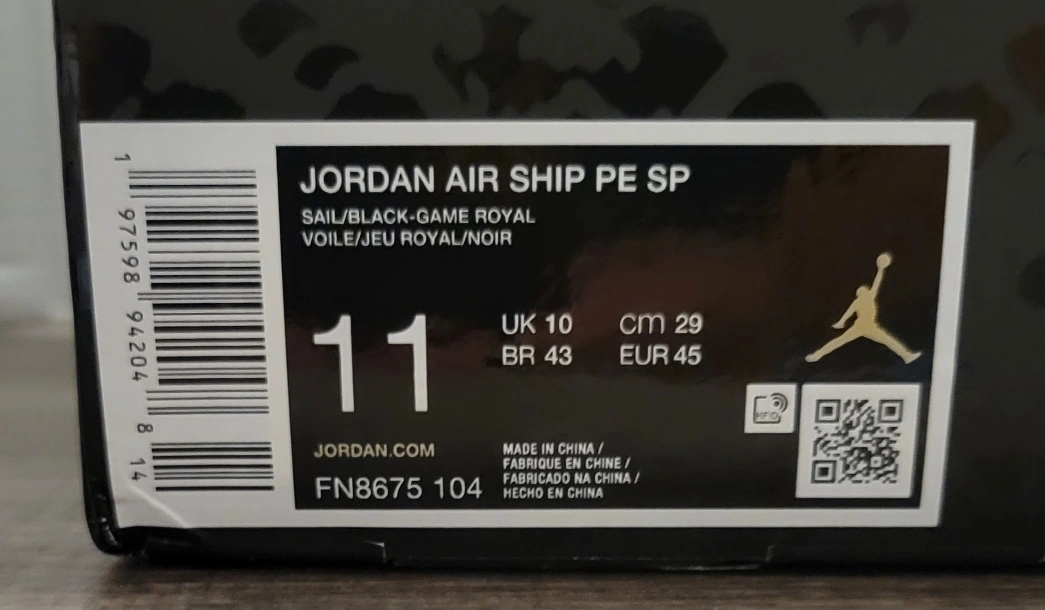 JORDAN AIR SHIP PE SP
SAIL/BLACK-GAME ROYAL
VOILE/JEU ROYAL/NOIR
11
UK 10 cm 29
BR 43 EUR 45
JORDAN.COM
FN8675 104
MADE IN CHINA /
FABRIQUE EN CHINE /
FABRICADO NA CHINA /
HECHO EN CHINA
RFID
1 97598 94204 8 14